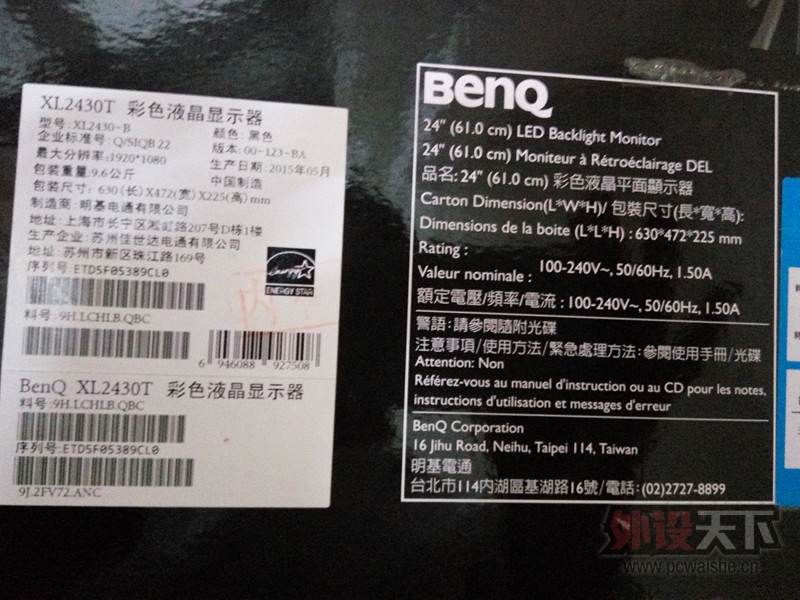 XL2430T 彩色液晶显示器
型号:XL2430-B
颜色:黑色
企业标准号:Q/SIQB 22
版本:00-123-BA
最大分辨率:1920*1080
生产日期:2015年05月
包装重量:9.6公斤
中国制造
包装尺寸: 630(长)X472(宽)X225(高)mm
制造商:明基电通有限公司
地址:上海市长宁区淞虹路207号D栋1楼
生产企业:苏州佳世达电通有限公司
地址:苏州市新区珠江路169号
序列号:ETD5F05389CL0
ENERGY STAR
料号:9H.LCHLB.QBC
6 946088 927508
BenQ XL2430T 彩色液晶显示器
料号:9H.LCHLB.QBC
序列号:ETD5F05389CL0
9J.2FV72.ANC
BenQ
24" (61.0 cm) LED Backlight Monitor
24" (61.0 cm) Moniteur à Rétroéclairage DEL
品名:24" (61.0 cm) 彩色液晶平面顯示器
Carton Dimension(L*W*H)/ 包裝尺寸(長*寬*高):
Dimensions de la boite (L*L*H) : 630*472*225 mm
Rating :
Valeur nominale : 100-240V~, 50/60Hz, 1.50A
額定電壓/頻率/電流 : 100-240V~, 50/60Hz, 1.50A
警語:請參閱隨附光碟
注意事項/使用方法/緊急處理方法:參閱使用手冊/光碟
Attention: Non
Référez-vous au manuel d'instruction ou au CD pour les notes,
instructions d'utilisation et messages d'erreur
BenQ Corporation
16 Jihu Road, Neihu, Taipei 114, Taiwan
明基電通
台北市114內湖區基湖路16號/電話:(02)2727-8899
外设天下
www.pcwaishe.cn